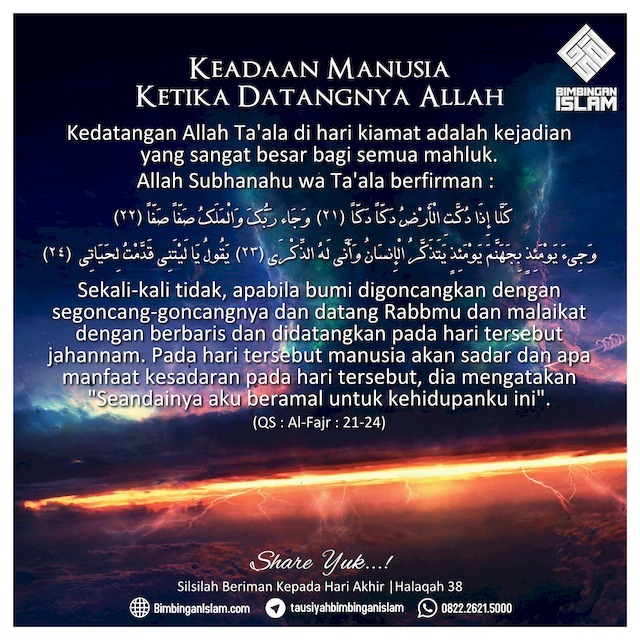 BIMBINGAN
ISLAM
KEADAAN MANUSIA
KETIKA DATANGNYA ALLAH
Kedatangan Allah Ta'ala di hari kiamat adalah kejadian
yang sangat besar bagi semua mahluk.
Allah Subhanahu wa Ta'ala berfirman :
كَلَّا إِذَا دُكَّتِ الْأَرْضُ دَكًّا دَكًّا (٢١) وَجَاءَ رَبُّكَ وَالْمَلَكُ صَفًّا صَفًّا (٢٢)
وَجِيءَ يَوْمَئِذٍ بِجَهَنَّمَ يَوْمَئِذٍ يَتَذَكَّرُ الْإِنسَانُ وَأَنَّى لَهُ الذِّكْرَى (٢٣) يَقُولُ يَا لَيْتَنِي قَدَّمْتُ لِحَيَاتِي (٢٤)
Sekali-kali tidak, apabila bumi digoncangkan dengan
segoncang-goncangnya dan datang Rabbmu dan malaikat
dengan berbaris dan didatangkan pada hari tersebut
jahannam. Pada hari tersebut manusia akan sadar dan apa
manfaat kesadaran pada hari tersebut, dia mengatakan
"Seandainya aku beramal untuk kehidupanku ini".
(QS : Al-Fajr : 21-24)
Share Yuk...!
Silsilah Beriman Kepada Hari Akhir |Halaqah 38
BimbinganIslam.com tausiyahbimbinganislam 0822.2621.5000